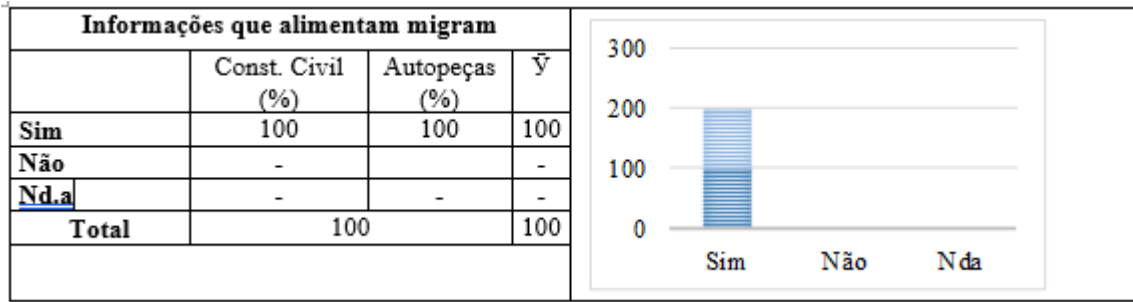 Informações que alimentam migram
Const. Civil (%) Autopeças (%) Ȳ
Sim 100 100 100
Não - -
Nd.a - - -
Total 100 100
300
200
100
0
Sim Não Nda